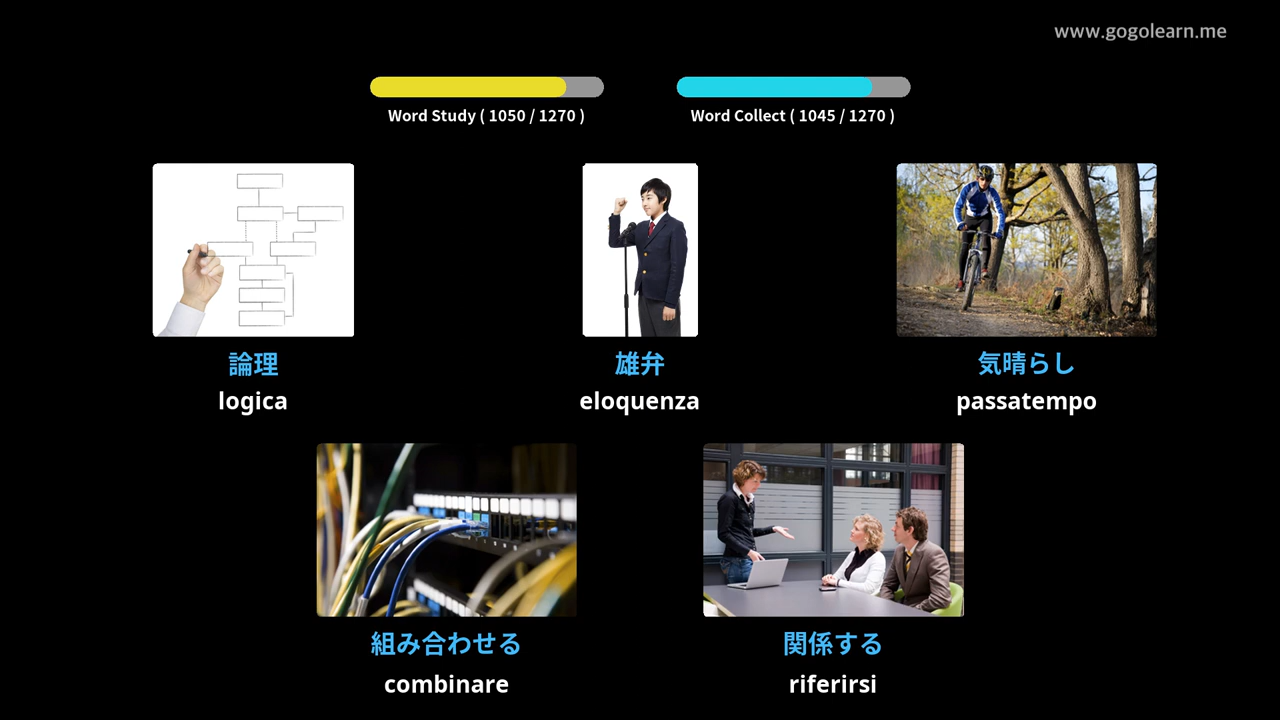 www.gogolearn.me
Word Study ( 1050 / 1270 )
Word Collect ( 1045 / 1270 )
論理
logica
雄弁
eloquenza
気晴らし
passatempo
組み合わせる
combinare
関係する
riferirsi